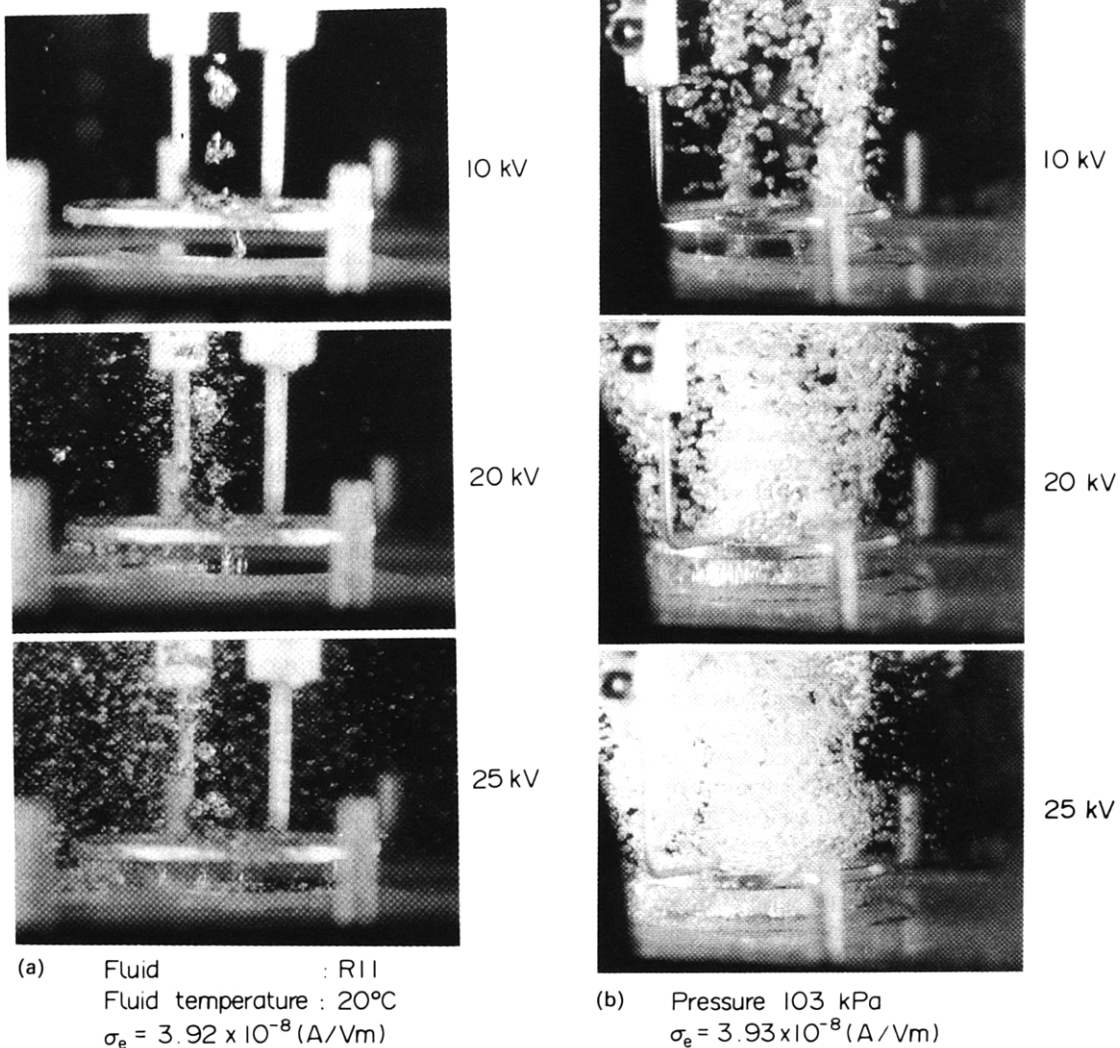 10 kV
20 kV
25 kV
(a) Fluid : R11
Fluid temperature : 20°C
σe = 3.92 x 10⁻⁸ (A/Vm)
10 kV
20 kV
25 kV
(b) Pressure 103 kPa
σe = 3.93x10⁻⁸ (A/Vm)